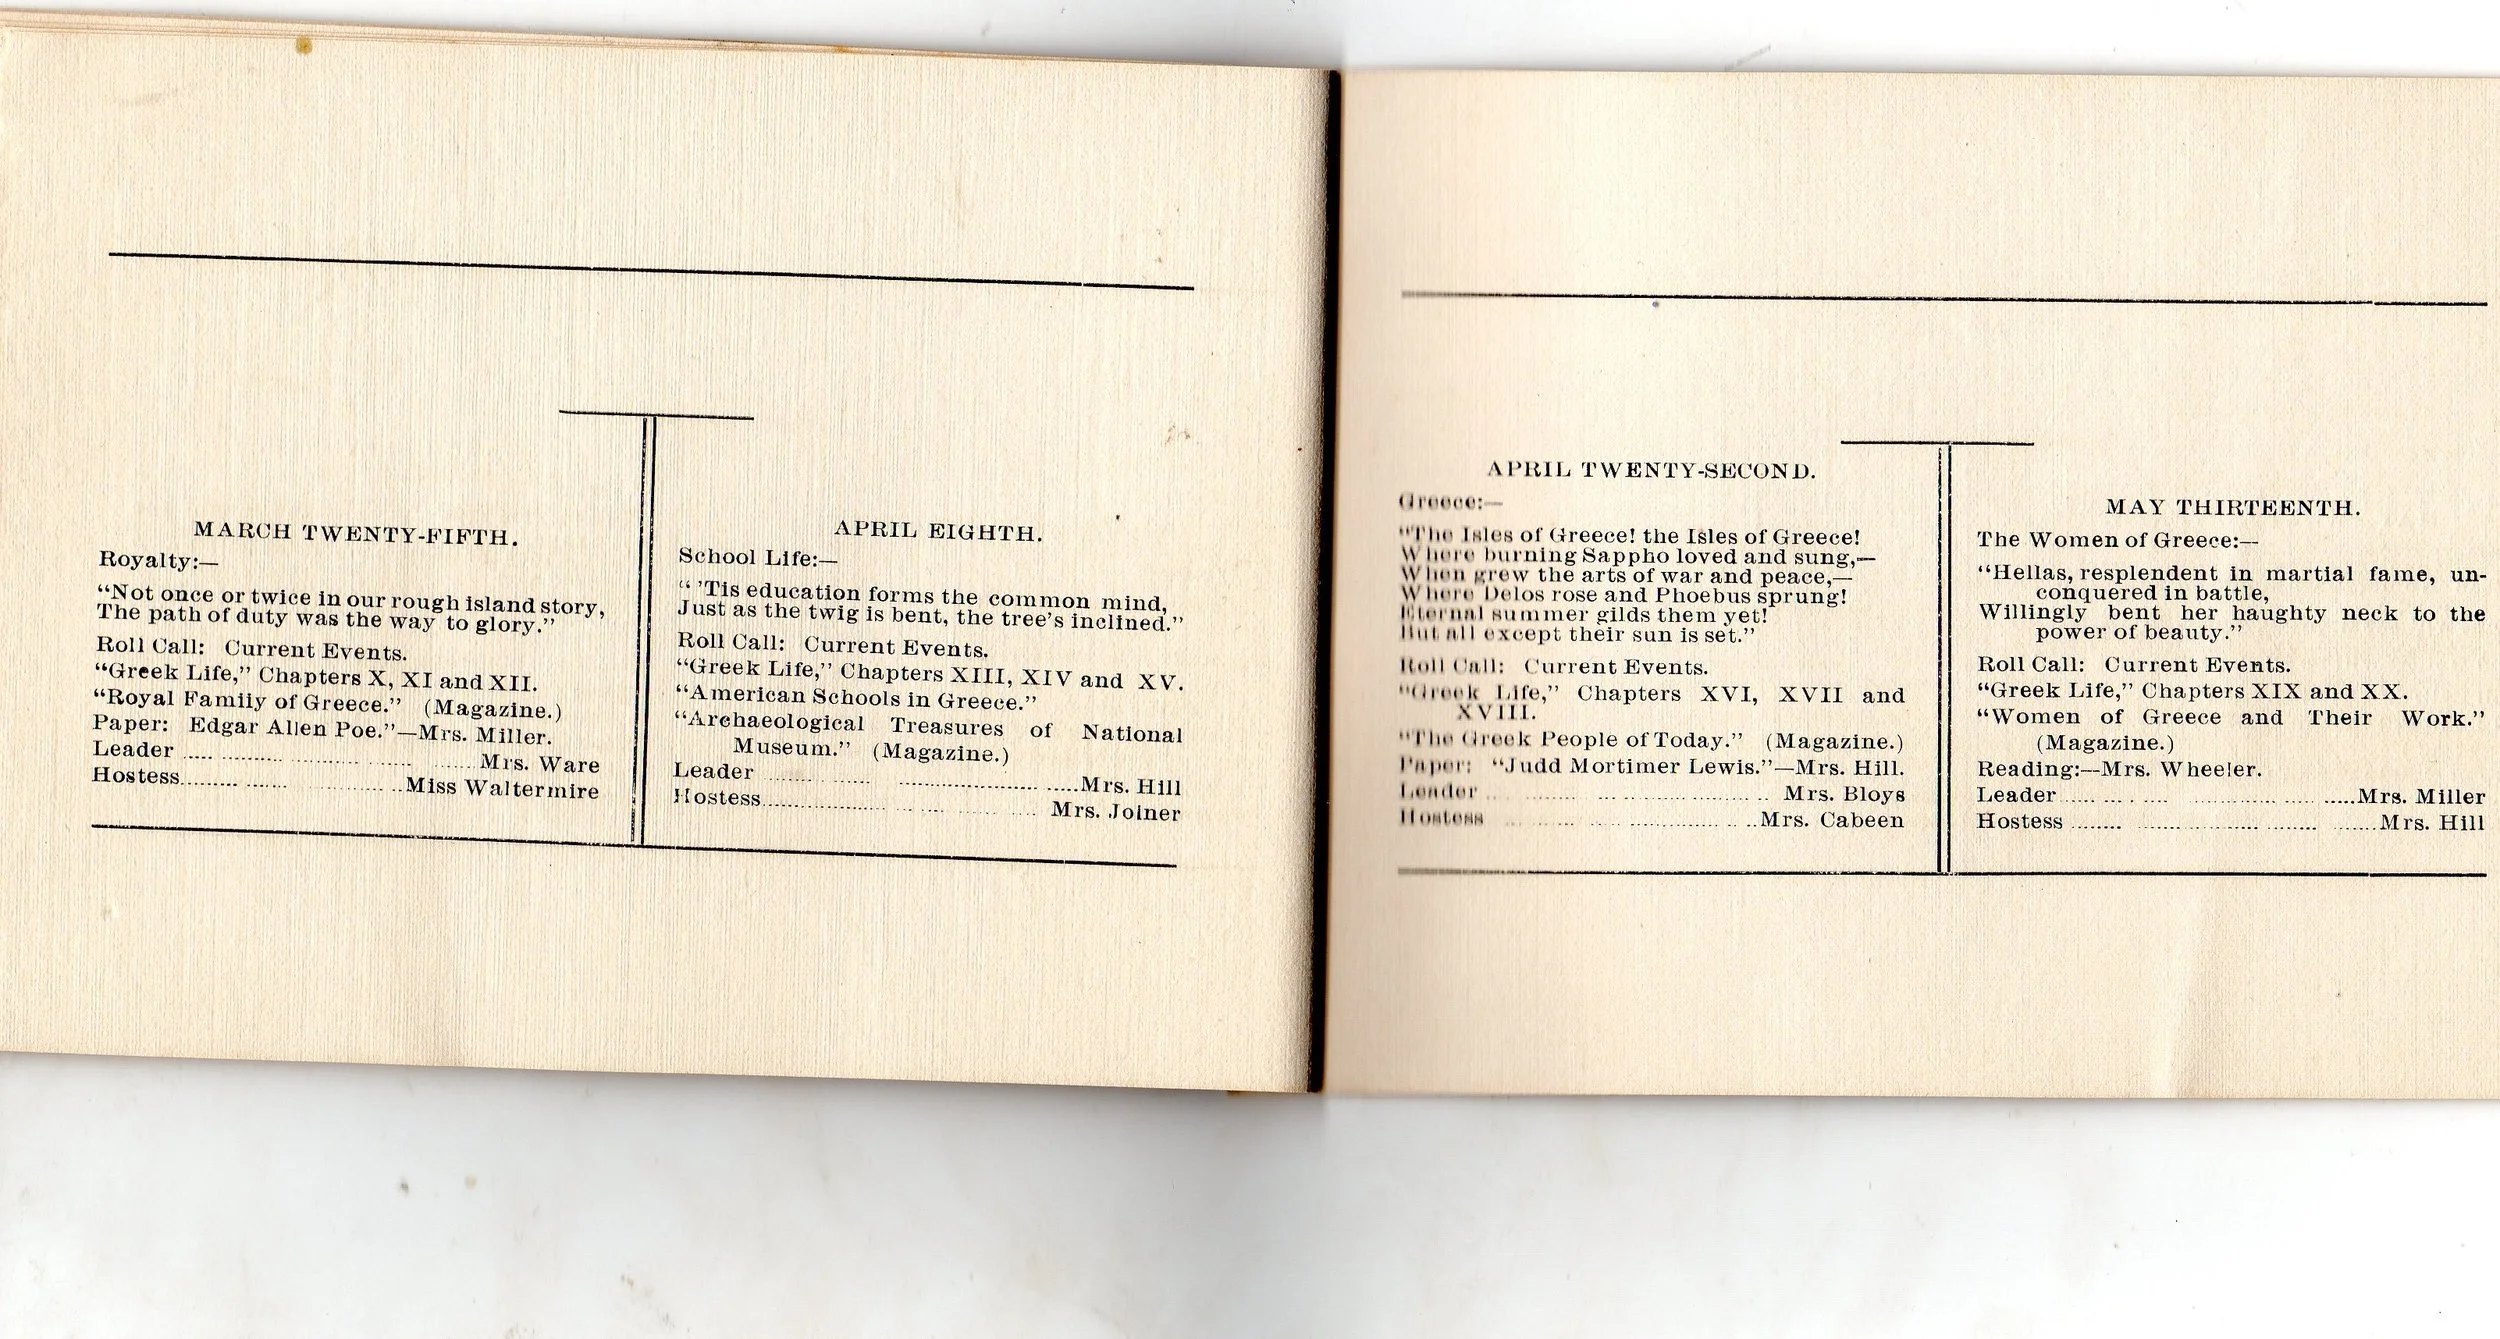 MARCH TWENTY-FIFTH.
Royalty:—
“Not once or twice in our rough island story,
The path of duty was the way to glory.”
Roll Call: Current Events.
“Greek Life,” Chapters X, XI and XII.
“Royal Family of Greece.” (Magazine.)
Paper: Edgar Allen Poe.”—Mrs. Miller.
Leader ..... Mrs. Ware
Hostess..... Miss Waltermire
APRIL EIGHTH.
School Life:—
“ ’Tis education forms the common mind,
Just as the twig is bent, the tree’s inclined.”
Roll Call: Current Events.
“Greek Life,” Chapters XIII, XIV and XV.
“American Schools in Greece.”
“Archaeological Treasures of National
Museum.” (Magazine.)
Leader ..... Mrs. Hill
Hostess..... Mrs. Joiner
APRIL TWENTY-SECOND.
Greece:—
“The Isles of Greece! the Isles of Greece!
Where burning Sappho loved and sung,—
When grew the arts of war and peace,—
Where Delos rose and Phoebus sprung!
Eternal summer gilds them yet!
But all except their sun is set.”
Roll Call: Current Events.
“Greek Life,” Chapters XVI, XVII and
XVIII.
“The Greek People of Today.” (Magazine.)
Paper: “Judd Mortimer Lewis.”—Mrs. Hill.
Leader ..... Mrs. Bloys
Hostess ..... Mrs. Cabeen
MAY THIRTEENTH.
The Women of Greece:—
“Hellas, resplendent in martial fame, un-
conquered in battle,
Willingly bent her haughty neck to the
power of beauty.”
Roll Call: Current Events.
“Greek Life,” Chapters XIX and XX.
“Women of Greece and Their Work.”
(Magazine.)
Reading:—Mrs. Wheeler.
Leader ..... Mrs. Miller
Hostess ..... Mrs. Hill